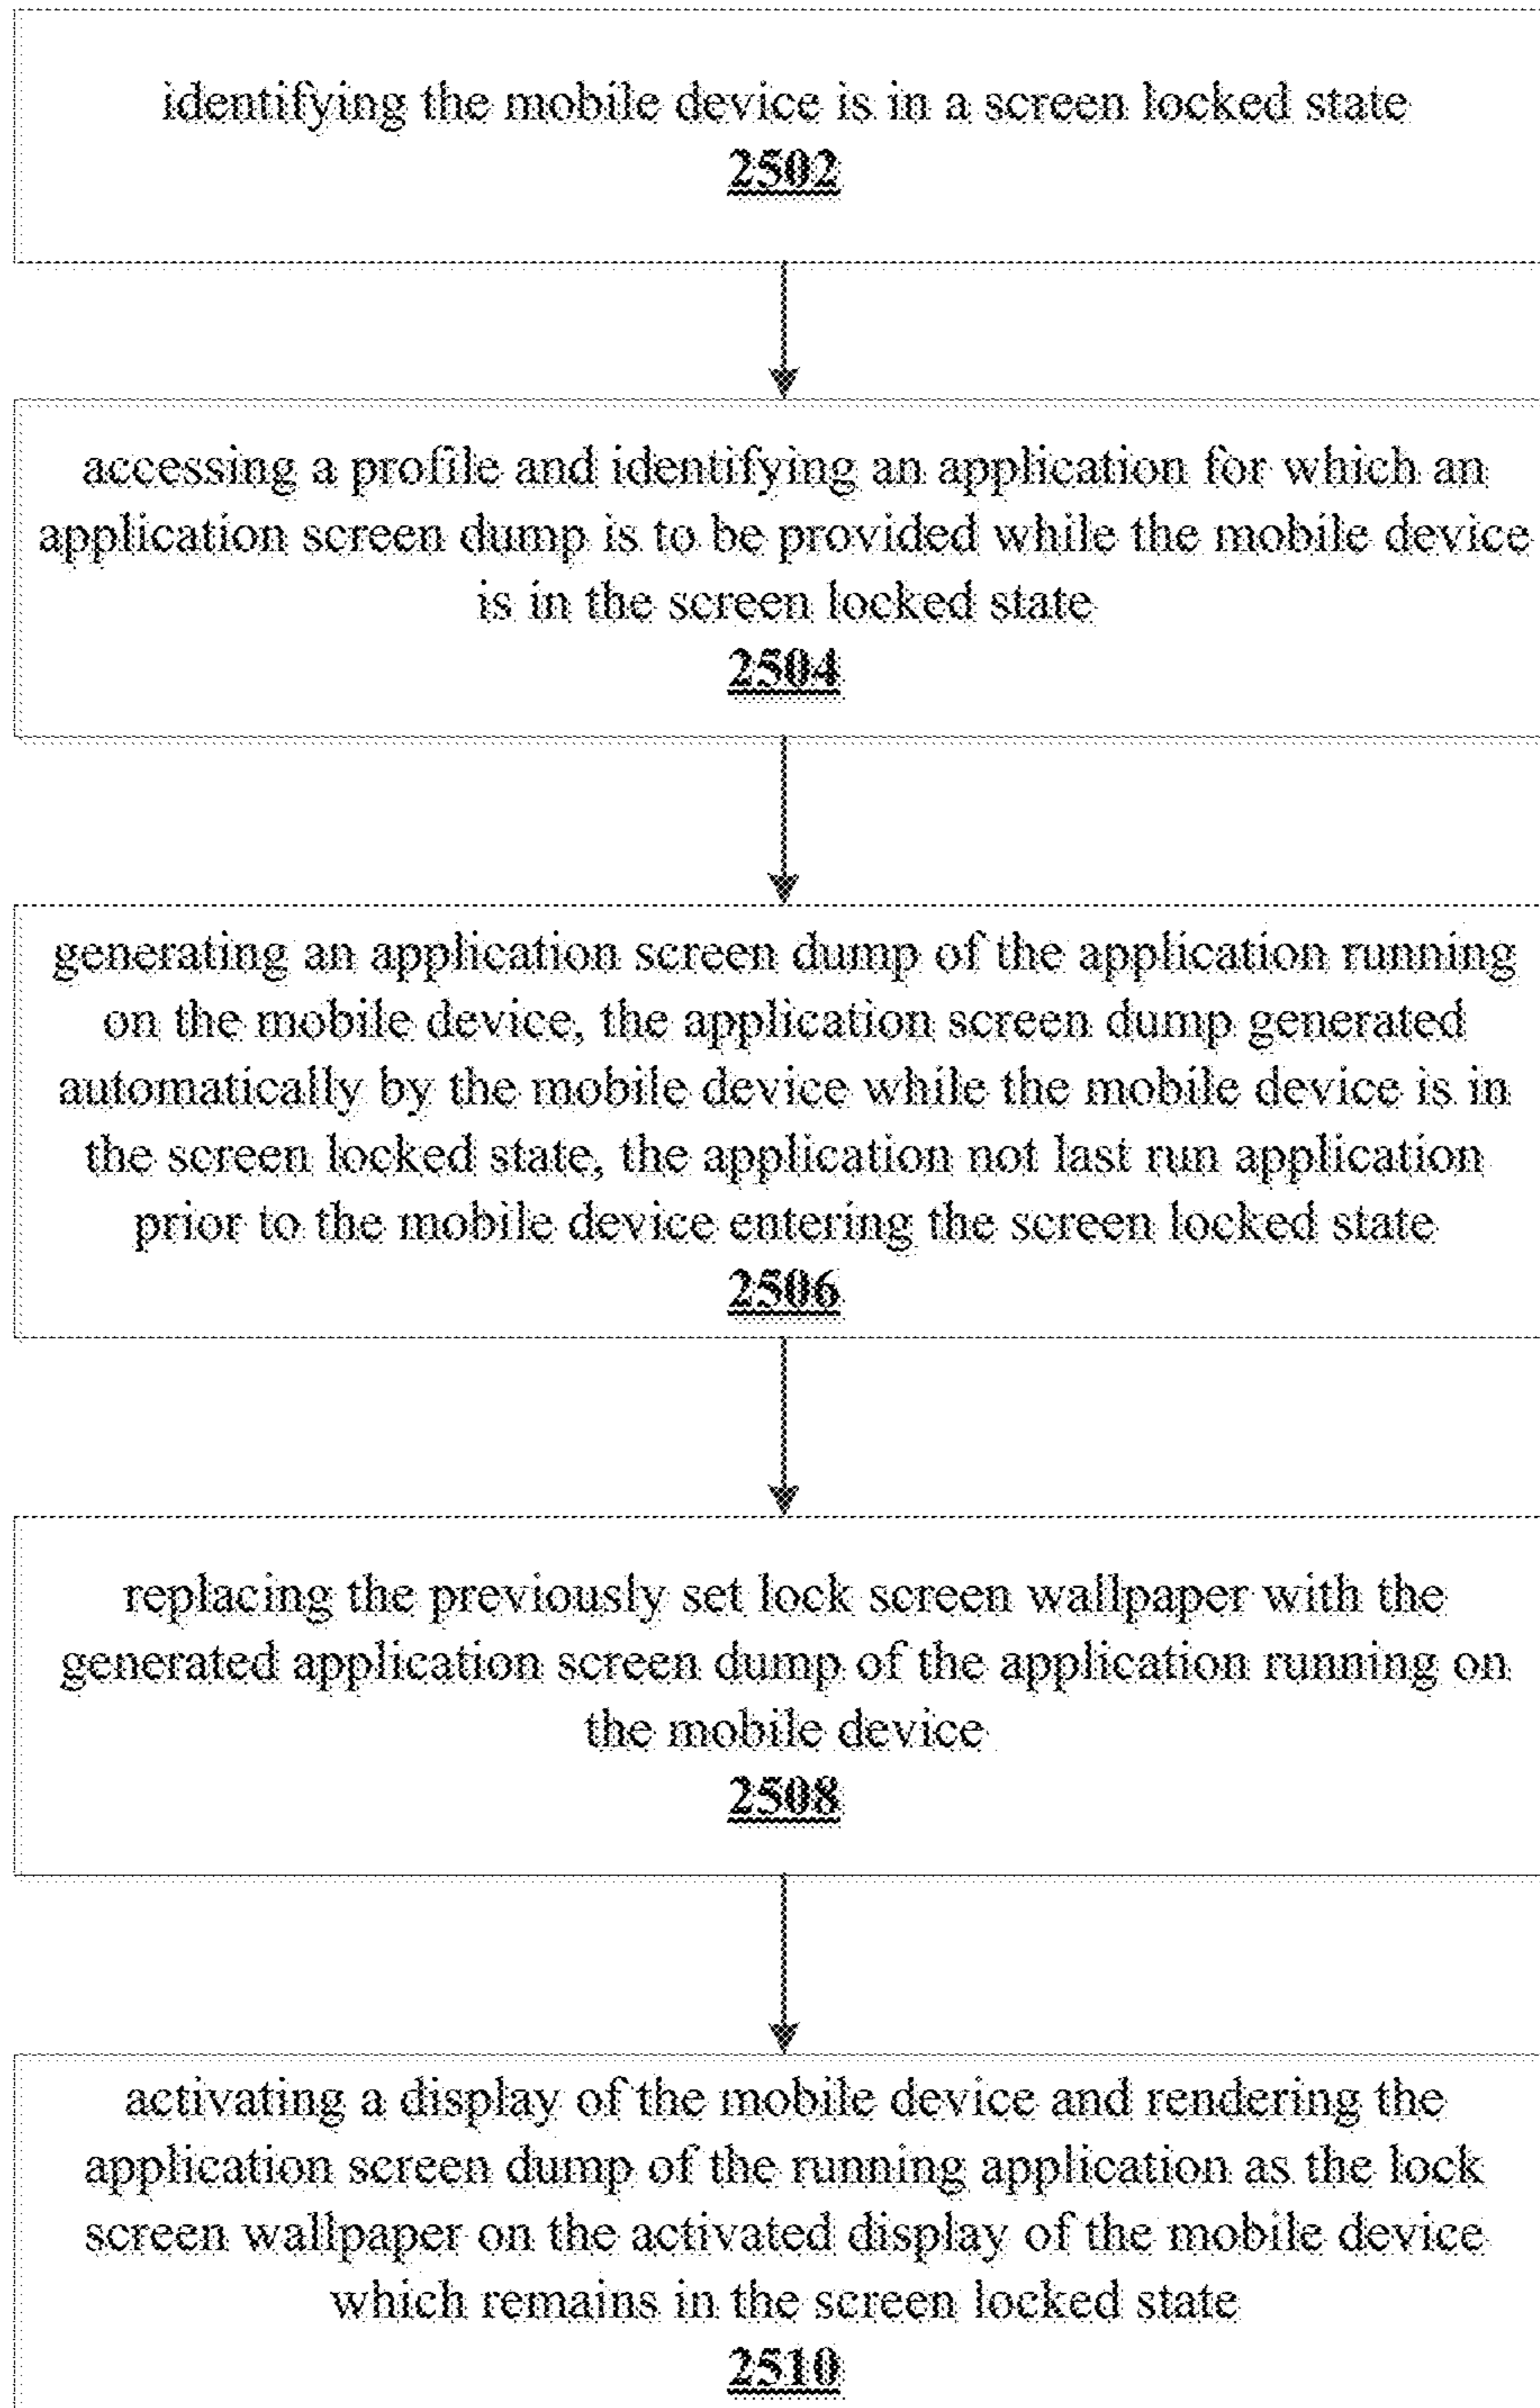 identifying the mobile device is in a screen locked state
2502
accessing a profile and identifying an application for which an
application screen dump is to be provided while the mobile device
is in the screen locked state
2504
generating an application screen dump of the application running
on the mobile device, the application screen dump generated
automatically by the mobile device while the mobile device is in
the screen locked state, the application not last run application
prior to the mobile device entering the screen locked state
2506
replacing the previously set lock screen wallpaper with the
generated application screen dump of the application running on
the mobile device
2508
activating a display of the mobile device and rendering the
application screen dump of the running application as the lock
screen wallpaper on the activated display of the mobile device
which remains in the screen locked state
2510